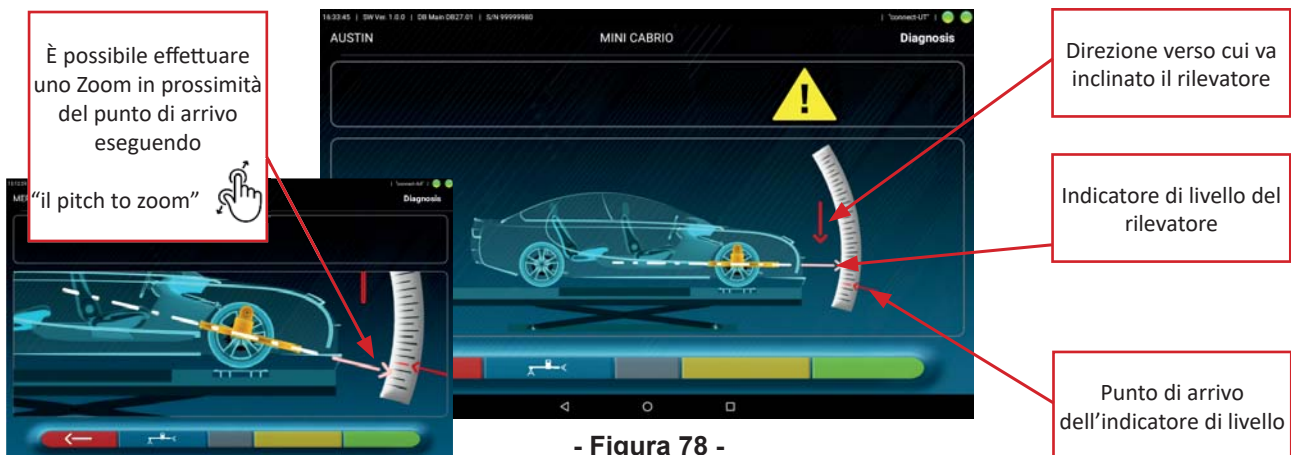 È possibile effettuare
uno Zoom in prossimità
del punto di arrivo
eseguendo
“il pitch to zoom”
16:33:45 | SW Ver. 1.0.0 | DB Main DB27.01 | S/N 99999980
| "connect-UT" |
AUSTIN
MINI CABRIO
Diagnosis
Diagnosis
Direzione verso cui va
inclinato il rilevatore
Indicatore di livello del
rilevatore
Punto di arrivo
dell’indicatore di livello
- Figura 78 -